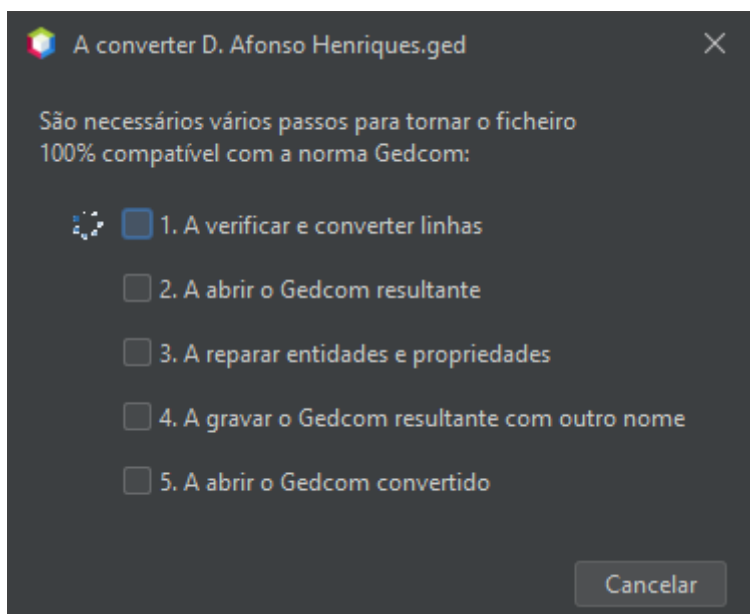 A converter D. Afonso Henriques.ged
São necessários vários passos para tornar o ficheiro
100% compatível com a norma Gedcom:
1. A verificar e converter linhas
2. A abrir o Gedcom resultante
3. A reparar entidades e propriedades
4. A gravar o Gedcom resultante com outro nome
5. A abrir o Gedcom convertido
Cancelar